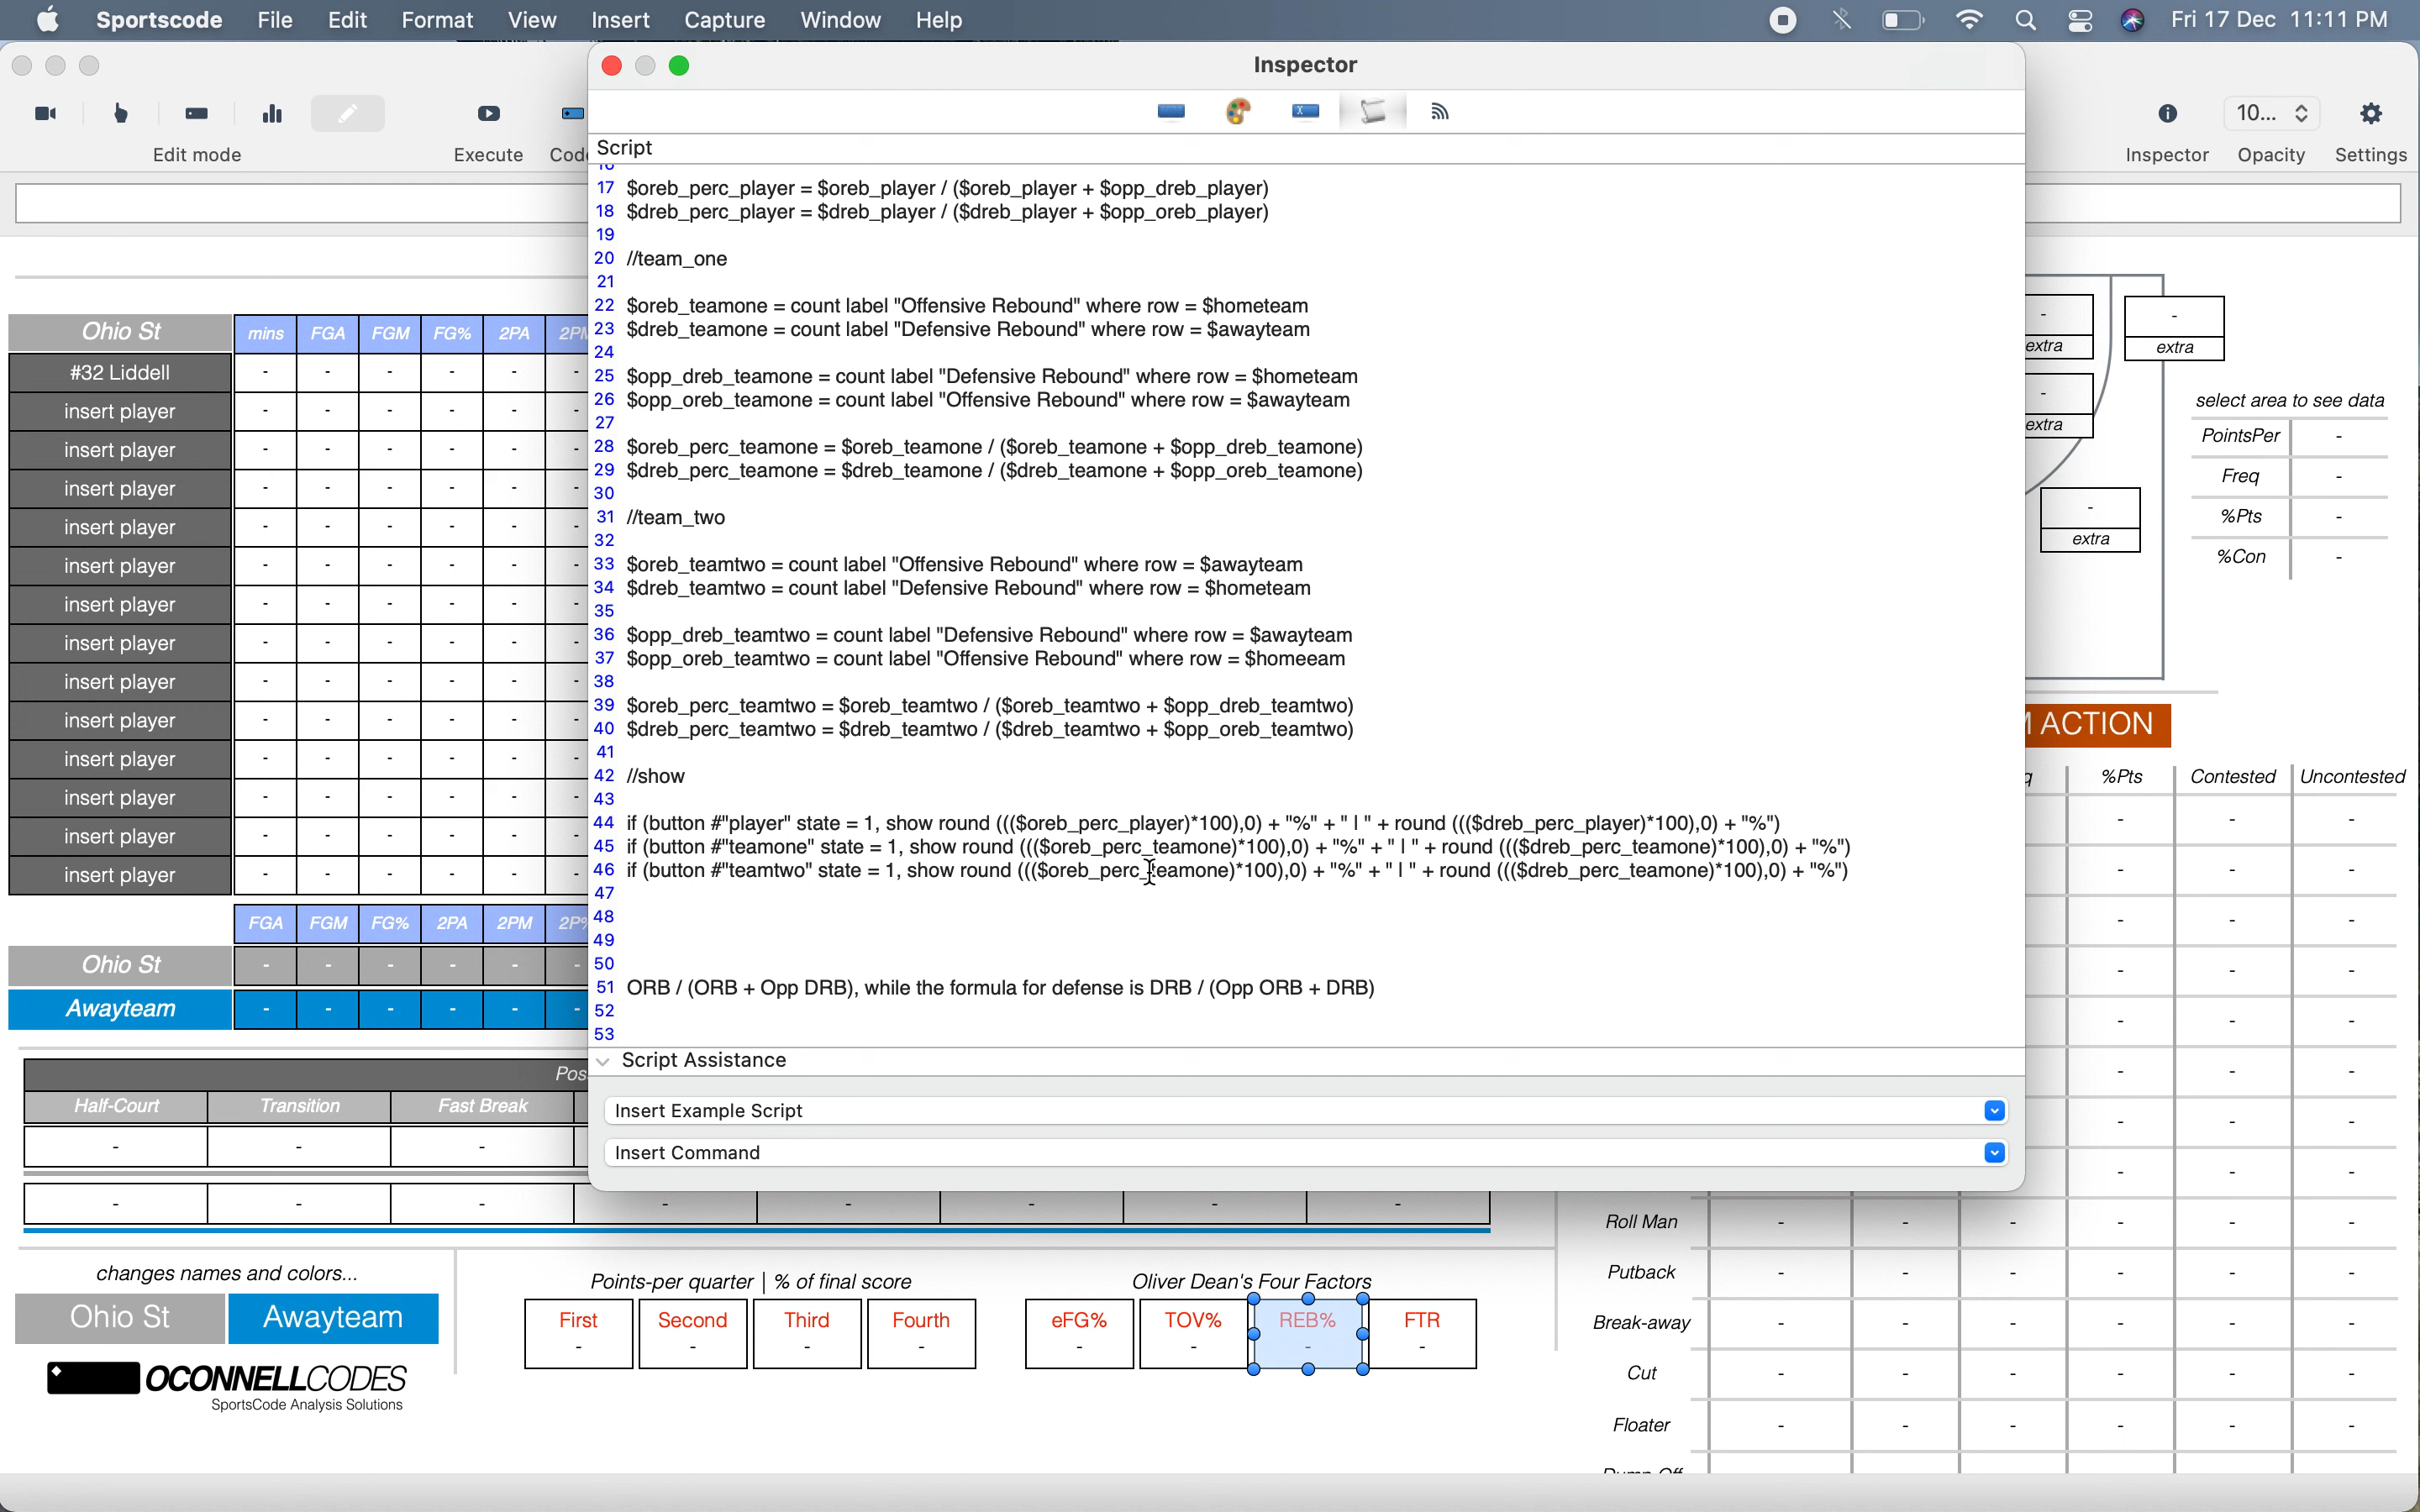 Sportscode File Edit Format View Insert Capture Window Help Fri 17 Dec 11:11 PM
Inspector
Edit mode
Execute
Script
10...
Inspector Opacity Settings
17 $oreb_perc_player = $oreb_player / ($oreb_player + $opp_dreb_player)
18 $dreb_perc_player = $dreb_player / ($dreb_player + $opp_oreb_player)
19
20 //team_one
21
22 $oreb_teamone = count label "Offensive Rebound" where row = $hometeam
23 $dreb_teamone = count label "Defensive Rebound" where row = $awayteam
24
25 $opp_dreb_teamone = count label "Defensive Rebound" where row = $hometeam
26 $opp_oreb_teamone = count label "Offensive Rebound" where row = $awayteam
27
28 $oreb_perc_teamone = $oreb_teamone / ($oreb_teamone + $opp_dreb_teamone)
29 $dreb_perc_teamone = $dreb_teamone / ($dreb_teamone + $opp_oreb_teamone)
30
31 //team_two
32
33 $oreb_teamtwo = count label "Offensive Rebound" where row = $awayteam
34 $dreb_teamtwo = count label "Defensive Rebound" where row = $hometeam
35
36 $opp_dreb_teamtwo = count label "Defensive Rebound" where row = $awayteam
37 $opp_oreb_teamtwo = count label "Offensive Rebound" where row = $homeeam
38
39 $oreb_perc_teamtwo = $oreb_teamtwo / ($oreb_teamtwo + $opp_dreb_teamtwo)
40 $dreb_perc_teamtwo = $dreb_teamtwo / ($dreb_teamtwo + $opp_oreb_teamtwo)
41
42 //show
43
44 if (button #"player" state = 1, show round ((($oreb_perc_player)*100),0) + "%" + " | " + round ((($dreb_perc_player)*100),0) + "%")
45 if (button #"teamone" state = 1, show round ((($oreb_perc_teamone)*100),0) + "%" + " | " + round ((($dreb_perc_teamone)*100),0) + "%")
46 if (button #"teamtwo" state = 1, show round ((($oreb_perc_teamone)*100),0) + "%" + " | " + round ((($dreb_perc_teamone)*100),0) + "%")
47
48
49
50
51 ORB / (ORB + Opp DRB), while the formula for defense is DRB / (Opp ORB + DRB)
52
53
Script Assistance
Insert Example Script
Insert Command
Ohio St mins FGA FGM FG% 2PA
#32 Liddell - - - - - -
insert player - - - - - -
insert player - - - - - -
insert player - - - - - -
insert player - - - - - -
insert player - - - - - -
insert player - - - - - -
insert player - - - - - -
insert player - - - - - -
insert player - - - - - -
insert player - - - - - -
insert player - - - - - -
insert player - - - - - -
insert player - - - - - -
FGA FGM FG% 2PA 2PM
Ohio St - - - - - -
Awayteam - - - - - -
Half-Court Transition Fast Break
- - -
- - - - - - - -
changes names and colors...
Ohio St Awayteam
OCONNELLCODES
SportsCode Analysis Solutions
Points-per quarter | % of final score
First Second Third Fourth
- - - -
Oliver Dean's Four Factors
eFG% TOV% REB% FTR
- - - -
- -
extra extra
-
extra
-
extra
select area to see data
PointsPer -
Freq -
%Pts -
%Con -
ACTION
%Pts Contested Uncontested
- - -
- - -
- - -
- - -
- - -
- - -
- - -
- - -
Roll Man - - - - - -
Putback - - - - - -
Break-away - - - - - -
Cut - - - - - -
Floater - - - - - -